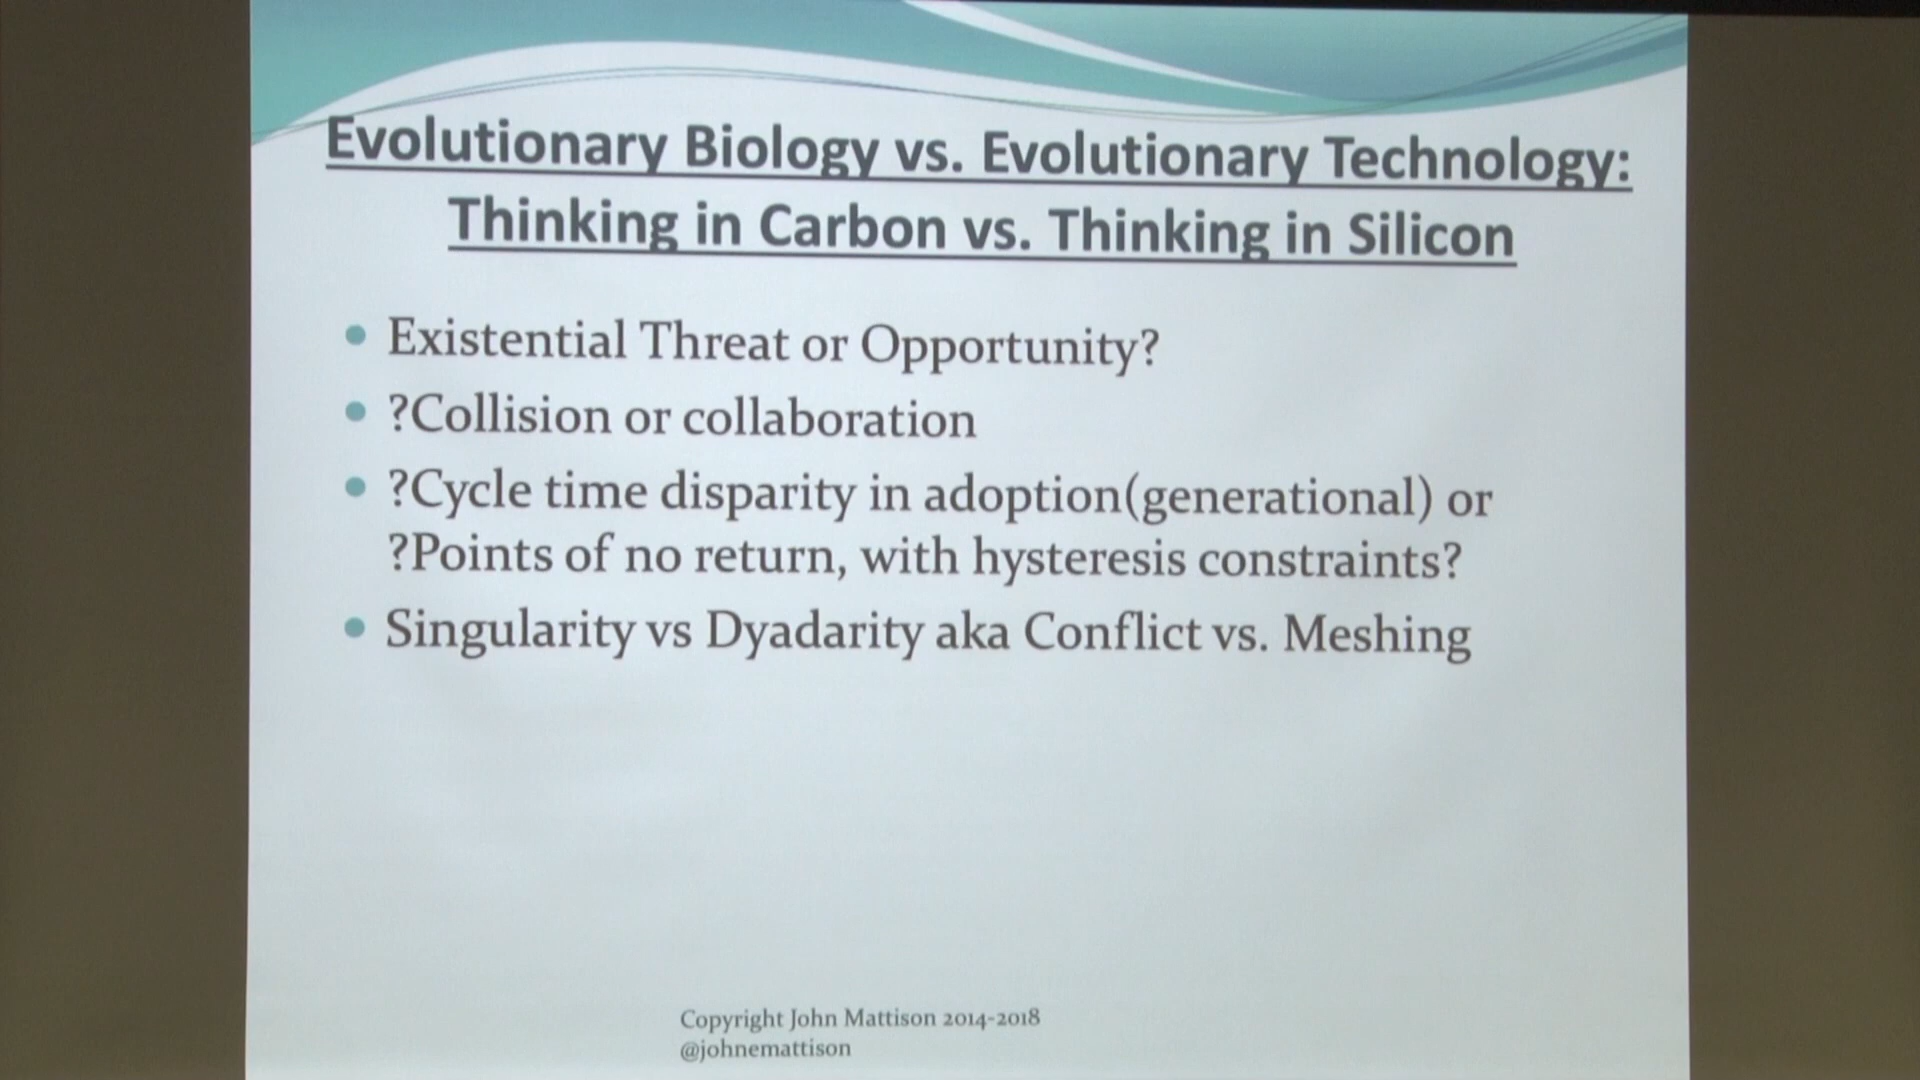 Evolutionary Biology vs. Evolutionary Technology:
Thinking in Carbon vs. Thinking in Silicon
• Existential Threat or Opportunity?
• ?Collision or collaboration
• ?Cycle time disparity in adoption(generational) or
?Points of no return, with hysteresis constraints?
• Singularity vs Dyadarity aka Conflict vs. Meshing
Copyright John Mattison 2014-2018
@johnemattison